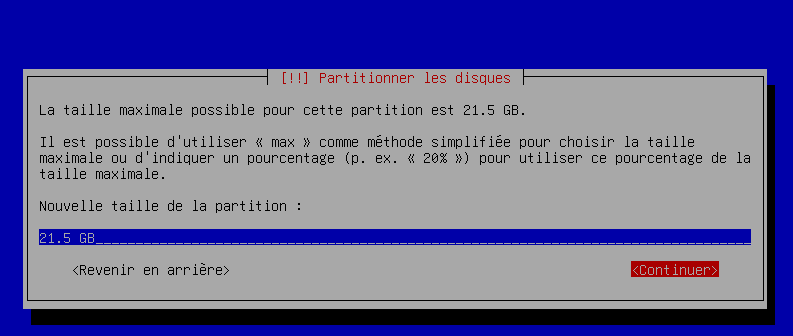 [!!] Partitionner les disques
La taille maximale possible pour cette partition est 21.5 GB.
Il est possible d'utiliser « max » comme méthode simplifiée pour choisir la taille
maximale ou d'indiquer un pourcentage (p. ex. « 20% ») pour utiliser ce pourcentage de la
taille maximale.
Nouvelle taille de la partition :
21.5 GB
<Revenir en arrière> <Continuer>